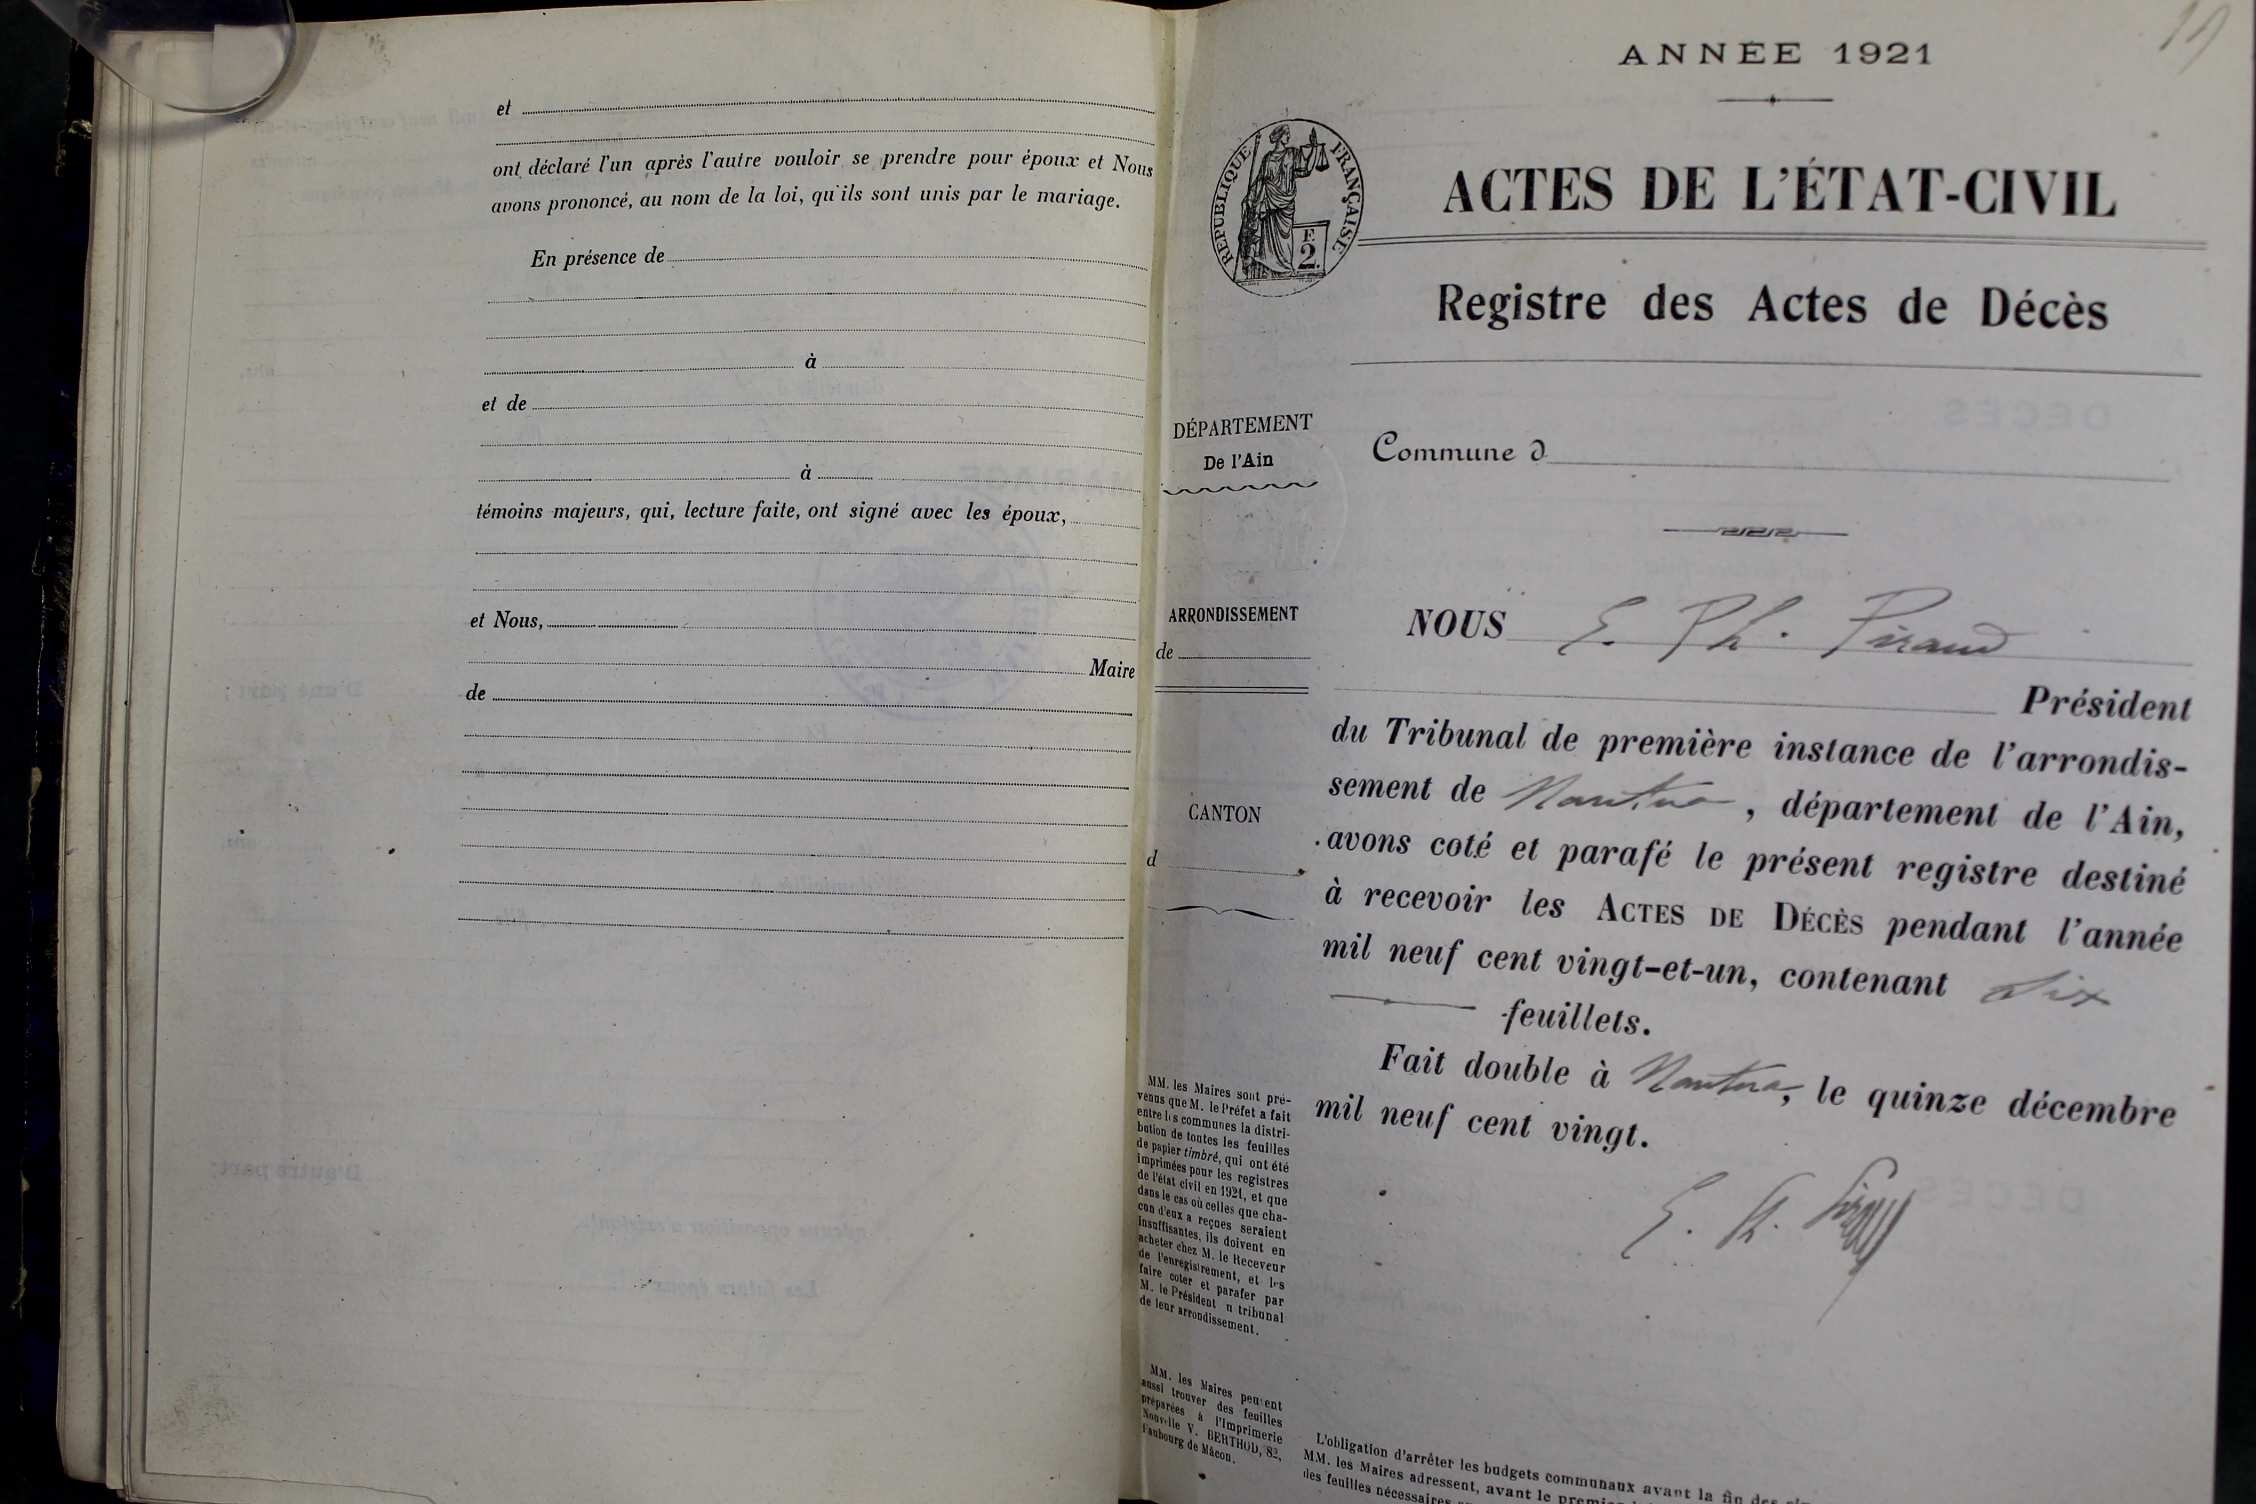 et
ont déclaré l'un après l'autre vouloir se prendre pour époux et Nous
avons prononcé, au nom de la loi, qu'ils sont unis par le mariage.
En présence de
à
et de
à
témoins majeurs, qui, lecture faite, ont signé avec les époux,
et Nous,
Maire
de
ANNÉE 1921
RÉPUBLIQUE FRANÇAISE
F.
2.
ACTES DE L'ÉTAT-CIVIL
Registre des Actes de Décès
DÉPARTEMENT
De l'Ain
ARRONDISSEMENT
de
CANTON
d
MM. les Maires sont pré-
venus que M. le Préfet a fait
entre les communes la distri-
bution de toutes les feuilles
de papier timbré, qui ont été
imprimées pour les registres
de l'état civil en 1921, et que
dans le cas où celles que cha-
cun d'eux a reçues seraient
insuffisantes, ils doivent en
acheter chez M. le Receveur
de l'enregistrement, et les
faire coter et parafer par
M. le Président u tribunal
de leur arrondissement.
MM. les Maires peuvent
aussi trouver des feuilles
préparées à l'Imprimerie
Nouvelle V. BERTHOD, 82,
Faubourg de Mâcon.
Commune d
NOUS E. Ph.
Président
du Tribunal de première instance de l'arrondis-
sement de Nantua, département de l'Ain,
avons coté et parafé le présent registre destiné
à recevoir les ACTES DE DÉCÈS pendant l'année
mil neuf cent vingt-et-un, contenant
feuillets.
Fait double à Nantua, le quinze décembre
mil neuf cent vingt.
L'obligation d'arrêter les budgets communaux avant la fin des
MM. les Maires adressent, avant le premier
des feuilles nécessaires